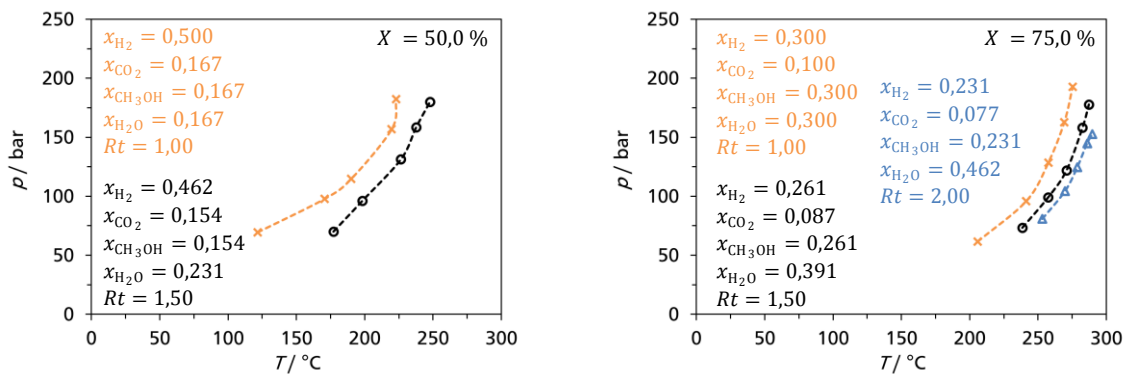 250
200
150
100
50
0
p / bar
0
50
100
150
200
250
300
T / °C
X = 50,0 %
x_H₂ = 0,500
x_CO₂ = 0,167
x_CH₃OH = 0,167
x_H₂O = 0,167
Rt = 1,00
x_H₂ = 0,462
x_CO₂ = 0,154
x_CH₃OH = 0,154
x_H₂O = 0,231
Rt = 1,50
250
200
150
100
50
0
p / bar
0
50
100
150
200
250
300
T / °C
X = 75,0 %
x_H₂ = 0,300
x_CO₂ = 0,100
x_CH₃OH = 0,300
x_H₂O = 0,300
Rt = 1,00
x_H₂ = 0,231
x_CO₂ = 0,077
x_CH₃OH = 0,231
x_H₂O = 0,462
Rt = 2,00
x_H₂ = 0,261
x_CO₂ = 0,087
x_CH₃OH = 0,261
x_H₂O = 0,391
Rt = 1,50